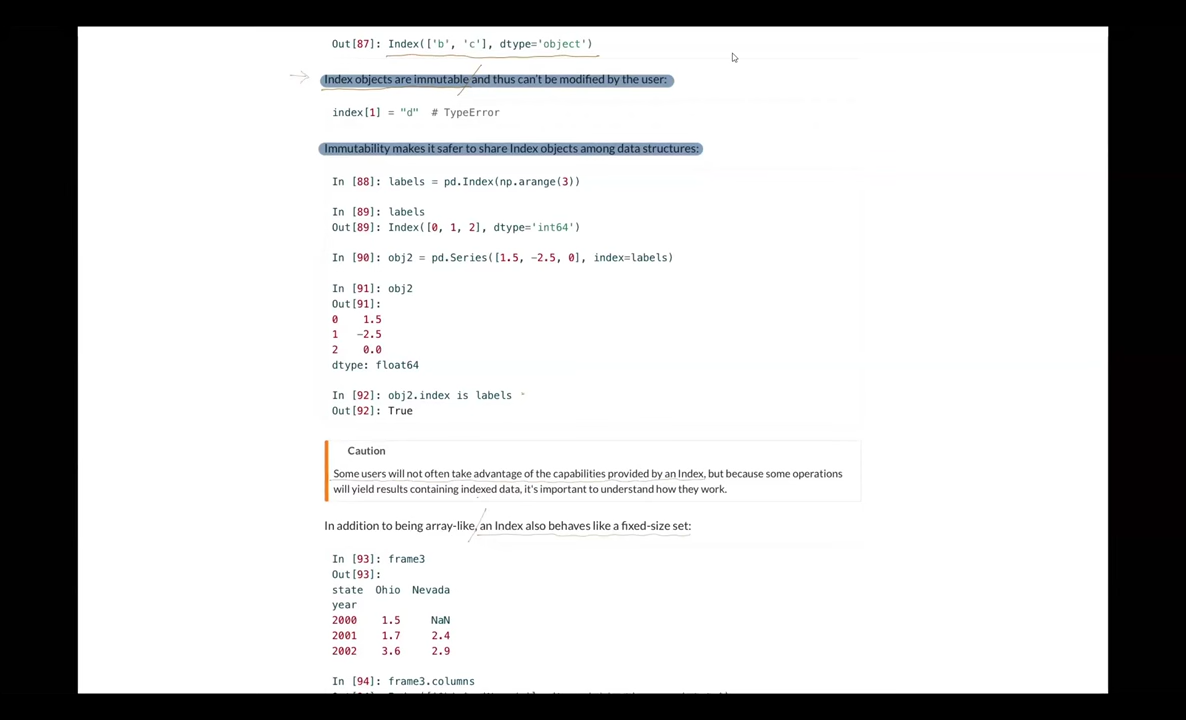 Out[87]: Index(['b', 'c'], dtype='object')
Index objects are immutable and thus can't be modified by the user:
index[1] = "d"  # TypeError
Immutability makes it safer to share Index objects among data structures:
In [88]: labels = pd.Index(np.arange(3))
In [89]: labels
Out[89]: Index([0, 1, 2], dtype='int64')
In [90]: obj2 = pd.Series([1.5, -2.5, 0], index=labels)
In [91]: obj2
Out[91]:
0    1.5
1   -2.5
2    0.0
dtype: float64
In [92]: obj2.index is labels
Out[92]: True
Caution
Some users will not often take advantage of the capabilities provided by an Index, but because some operations
will yield results containing indexed data, it's important to understand how they work.
In addition to being array-like, an Index also behaves like a fixed-size set:
In [93]: frame3
Out[93]:
state  Ohio  Nevada
year
2000    1.5     NaN
2001    1.7     2.4
2002    3.6     2.9
In [94]: frame3.columns